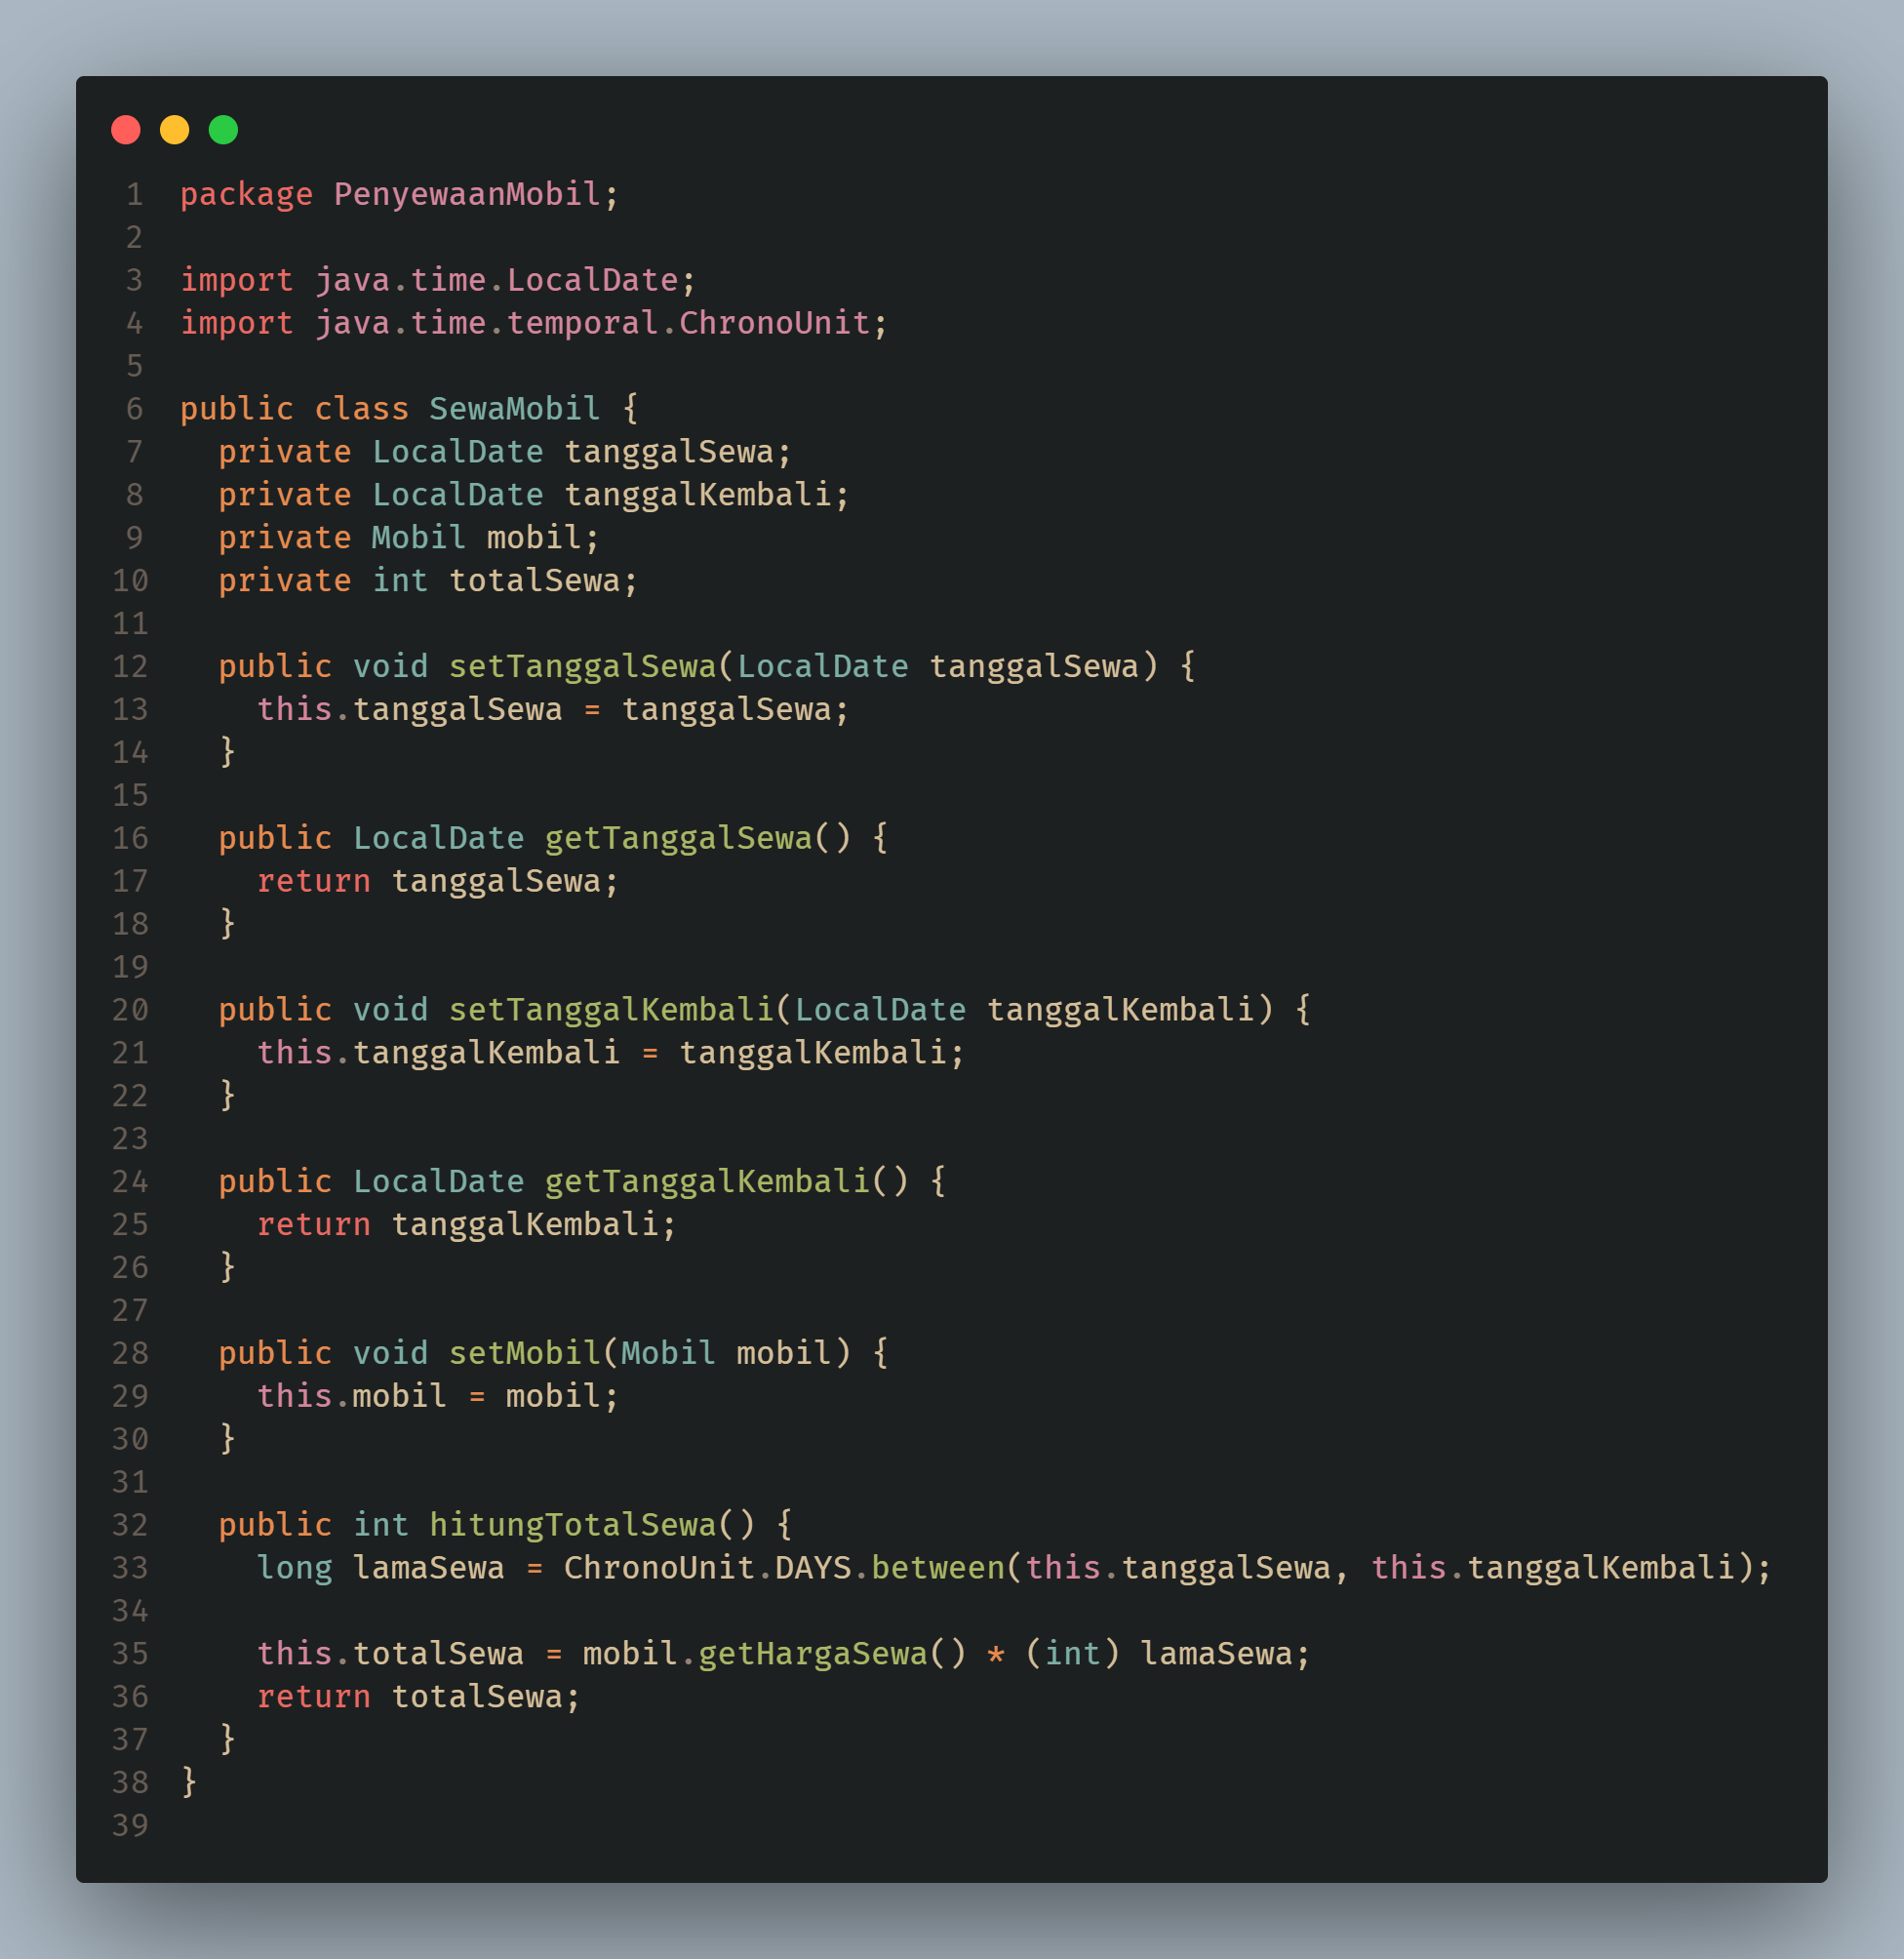 1 package PenyewaanMobil;
2
3 import java.time.LocalDate;
4 import java.time.temporal.ChronoUnit;
5
6 public class SewaMobil {
7   private LocalDate tanggalSewa;
8   private LocalDate tanggalKembali;
9   private Mobil mobil;
10   private int totalSewa;
11
12   public void setTanggalSewa(LocalDate tanggalSewa) {
13     this.tanggalSewa = tanggalSewa;
14   }
15
16   public LocalDate getTanggalSewa() {
17     return tanggalSewa;
18   }
19
20   public void setTanggalKembali(LocalDate tanggalKembali) {
21     this.tanggalKembali = tanggalKembali;
22   }
23
24   public LocalDate getTanggalKembali() {
25     return tanggalKembali;
26   }
27
28   public void setMobil(Mobil mobil) {
29     this.mobil = mobil;
30   }
31
32   public int hitungTotalSewa() {
33     long lamaSewa = ChronoUnit.DAYS.between(this.tanggalSewa, this.tanggalKembali);
34
35     this.totalSewa = mobil.getHargaSewa() * (int) lamaSewa;
36     return totalSewa;
37   }
38 }
39